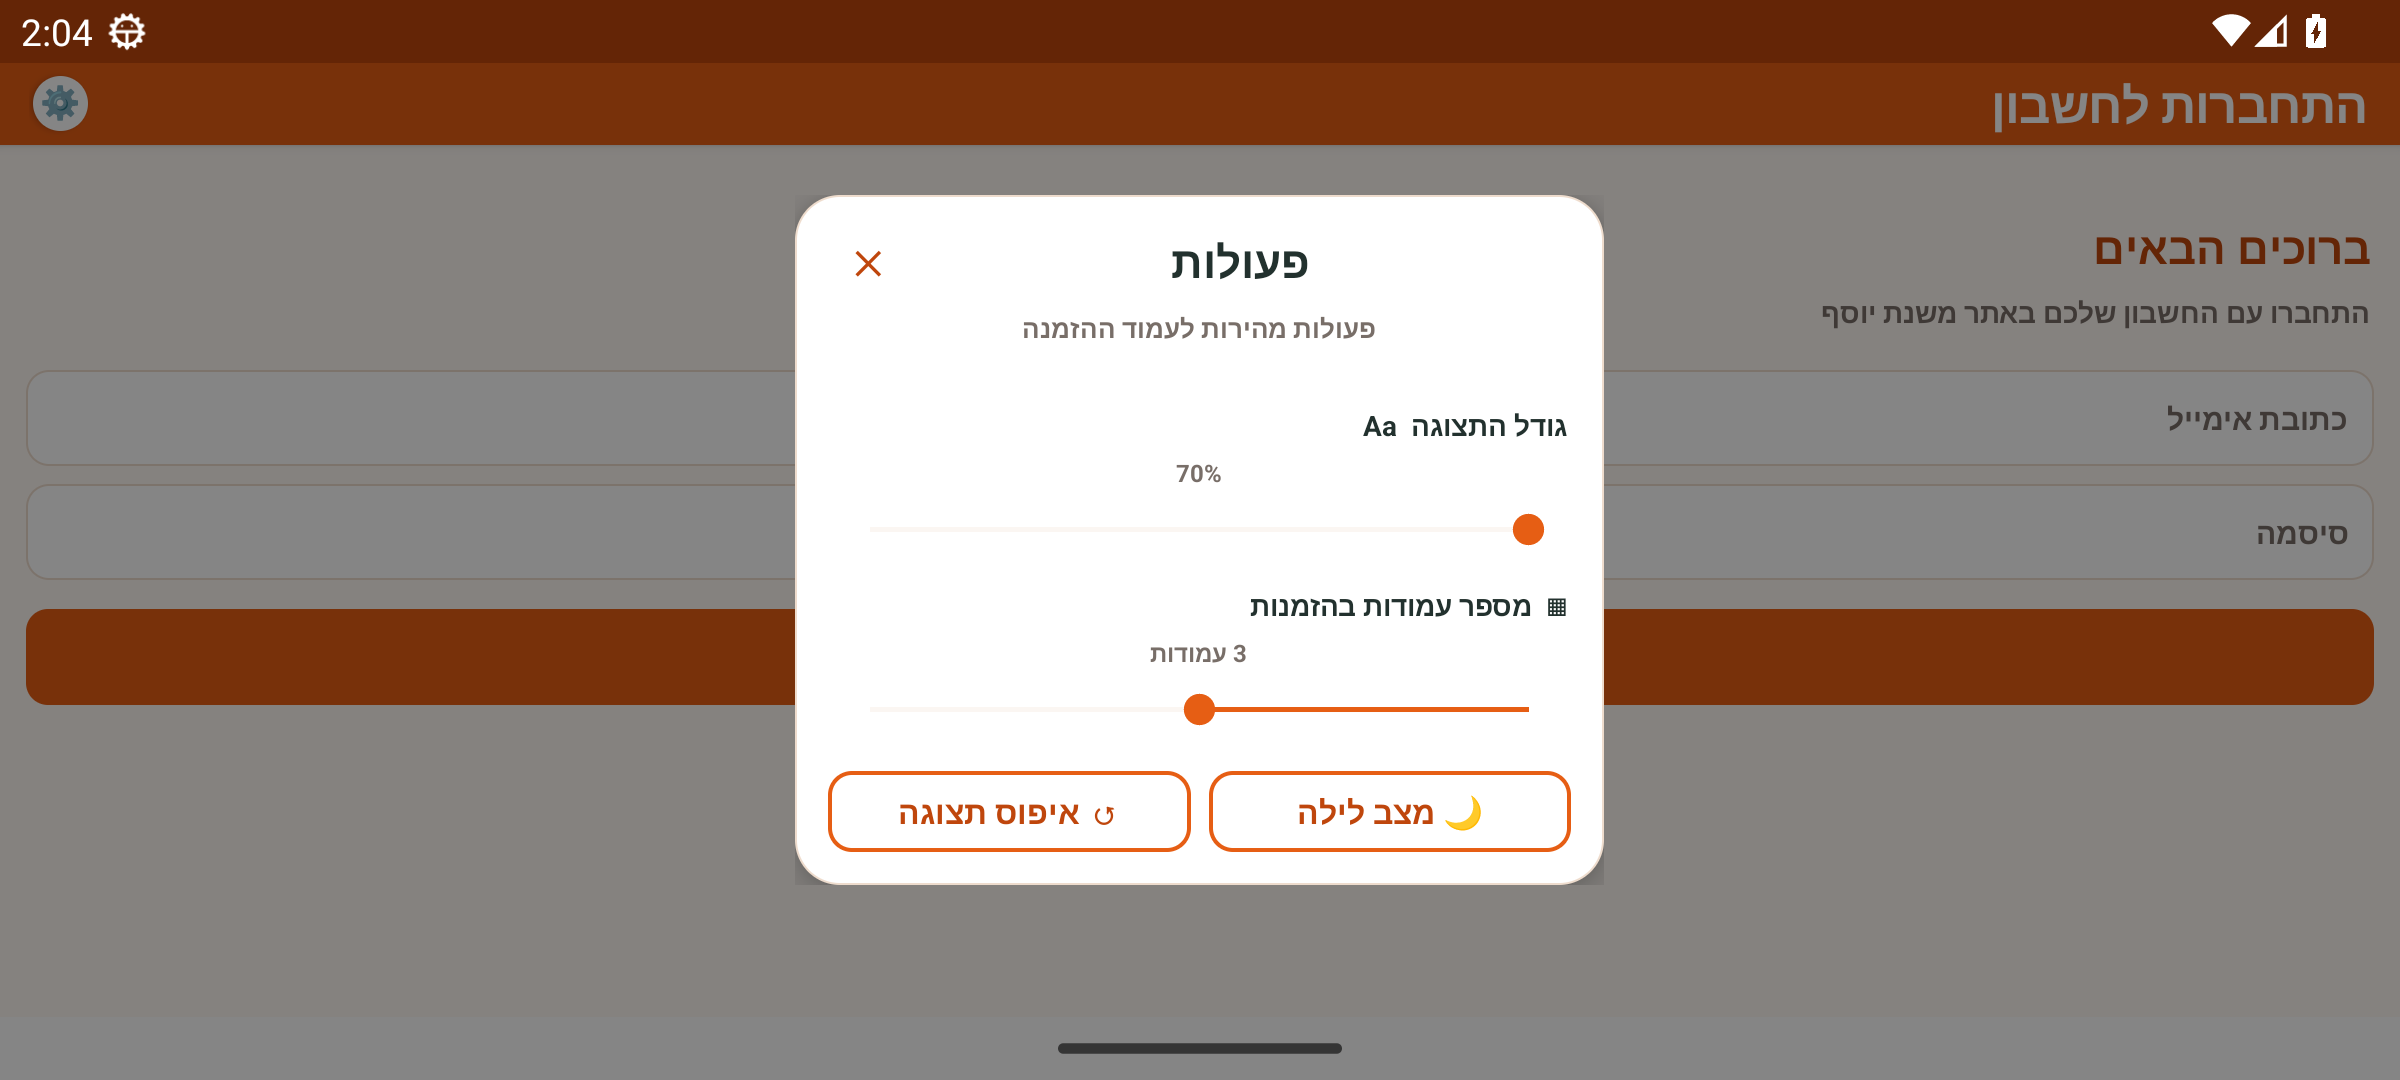 2:04
התחברות לחשבון
ברוכים הבאים
התחברו עם החשבון שלכם באתר משנת יוסף
כתובת אימייל
סיסמה
פעולות
פעולות מהירות לעמוד ההזמנה
גודל התצוגה Aa
70%
▦ מספר עמודות בהזמנות
3 עמודות
🌙 מצב לילה
↺ איפוס תצוגה